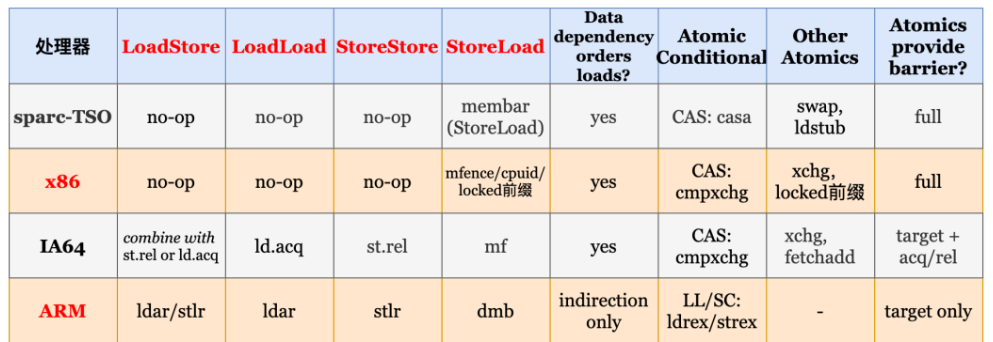 处理器 LoadStore LoadLoad StoreStore StoreLoad Data dependency orders loads? Atomic Conditional Other Atomics Atomics provide barrier?
sparc-TSO no-op no-op no-op membar (StoreLoad) yes CAS: casa swap, ldstub full
x86 no-op no-op no-op mfence/cpuid/locked前缀 yes CAS: cmpxchg xchg, locked前缀 full
IA64 combine with st.rel or ld.acq ld.acq st.rel mf yes CAS: cmpxchg xchg, fetchadd target + acq/rel
ARM ldar/stlr ldar stlr dmb indirection only LL/SC: ldrex/strex - target only